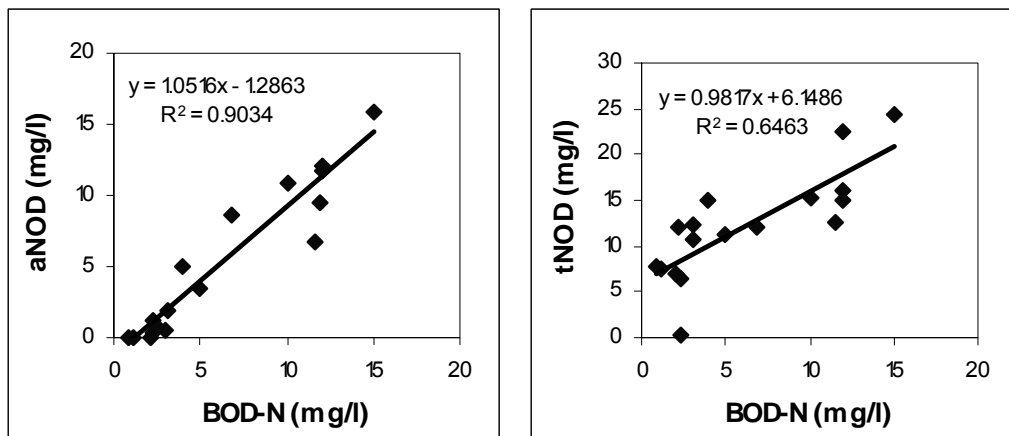 20
15
10
5
0
aNOD (mg/l)
y = 1.0516x - 1.2863
R² = 0.9034
0 5 10 15 20
BOD-N (mg/l)
30
25
20
15
10
5
0
tNOD (mg/l)
y = 0.9817x + 6.1486
R² = 0.6463
0 5 10 15 20
BOD-N (mg/l)